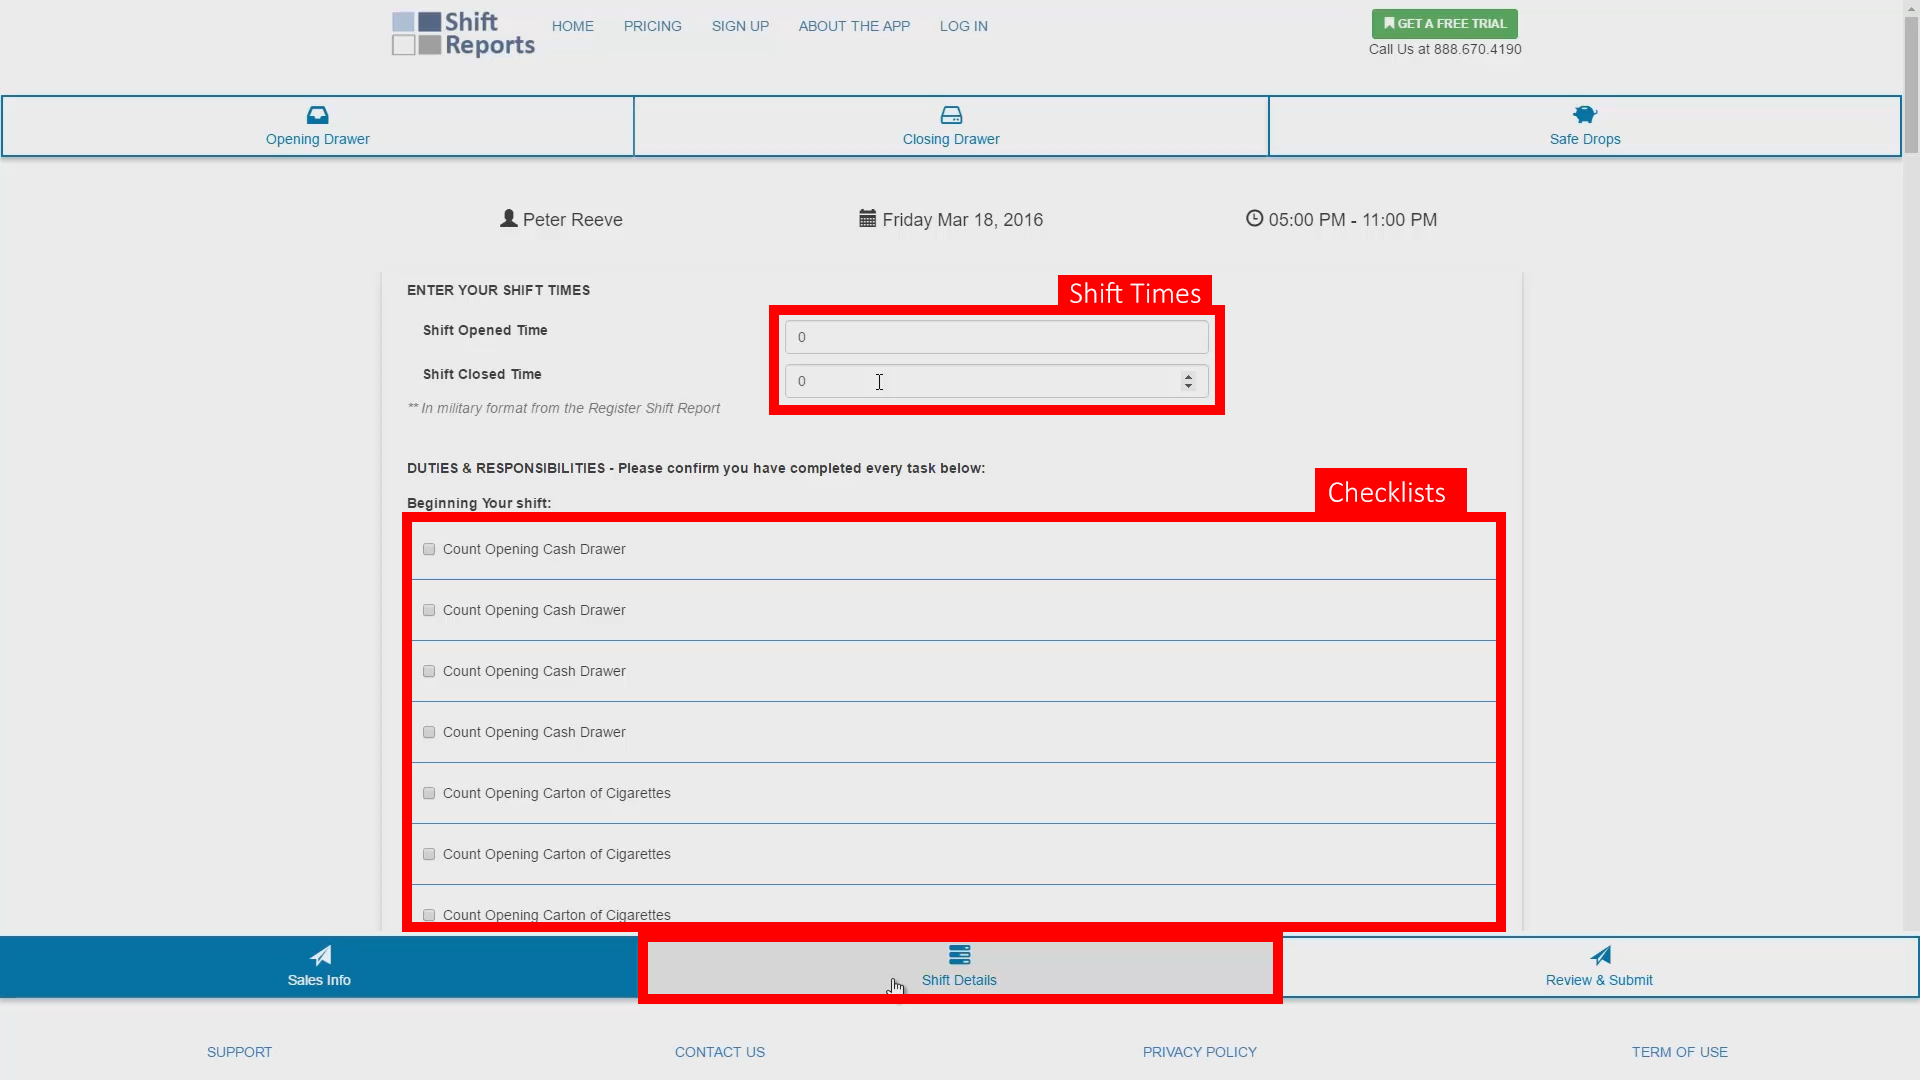 Shift
Reports
HOME
PRICING
SIGN UP
ABOUT THE APP
LOG IN
GET A FREE TRIAL
Call Us at 888.670.4190
Opening Drawer
Closing Drawer
Safe Drops
Peter Reeve
Friday Mar 18, 2016
05:00 PM - 11:00 PM
ENTER YOUR SHIFT TIMES
Shift Times
Shift Opened Time
0
Shift Closed Time
0
** In military format from the Register Shift Report
DUTIES & RESPONSIBILITIES - Please confirm you have completed every task below:
Checklists
Beginning Your shift:
Count Opening Cash Drawer
Count Opening Cash Drawer
Count Opening Cash Drawer
Count Opening Cash Drawer
Count Opening Carton of Cigarettes
Count Opening Carton of Cigarettes
Count Opening Carton of Cigarettes
Sales Info
Shift Details
Review & Submit
SUPPORT
CONTACT US
PRIVACY POLICY
TERM OF USE